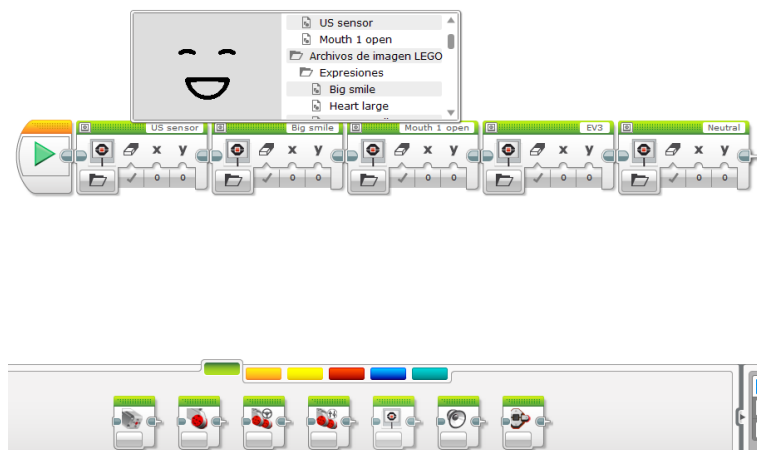 US sensor
Mouth 1 open
Archivos de imagen LEGO
Expresiones
Big smile
Heart large
US sensor Big smile Mouth 1 open EV3 Neutral
x y x y x y x y x y
0 0 0 0 0 0 0 0 0 0